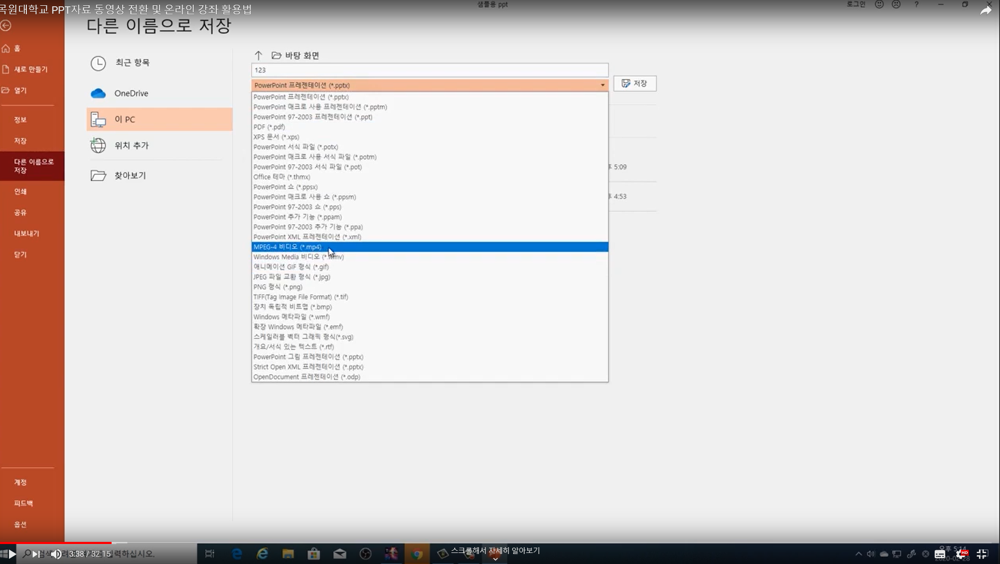 목원대학교 PPT자료 동영상 전환 및 온라인 강좌 활용법
샘플용 ppt
로그인
?
다른 이름으로 저장
홈
새로 만들기
열기
정보
저장
다른 이름으로
저장
인쇄
공유
내보내기
닫기
계정
피드백
옵션
최근 항목
OneDrive
이 PC
위치 추가
찾아보기
바탕 화면
123
PowerPoint 프레젠테이션 (*.pptx)
저장
PowerPoint 프레젠테이션 (*.pptx)
PowerPoint 매크로 사용 프레젠테이션 (*.pptm)
PowerPoint 97-2003 프레젠테이션 (*.ppt)
PDF (*.pdf)
XPS 문서 (*.xps)
PowerPoint 서식 파일 (*.potx)
PowerPoint 매크로 사용 서식 파일 (*.potm)
PowerPoint 97-2003 서식 파일 (*.pot)
Office 테마 (*.thmx)
PowerPoint 쇼 (*.ppsx)
PowerPoint 매크로 사용 쇼 (*.ppsm)
PowerPoint 97-2003 쇼 (*.pps)
PowerPoint 추가 기능 (*.ppam)
PowerPoint 97-2003 추가 기능 (*.ppa)
PowerPoint XML 프레젠테이션 (*.xml)
MPEG-4 비디오 (*.mp4)
Windows Media 비디오 (*.wmv)
애니메이션 GIF 형식 (*.gif)
JPEG 파일 교환 형식 (*.jpg)
PNG 형식 (*.png)
TIFF(Tag Image File Format) (*.tif)
장치 독립적 비트맵 (*.bmp)
Windows 메타파일 (*.wmf)
확장 Windows 메타파일 (*.emf)
스케일러블 벡터 그래픽 형식(*.svg)
개요/서식 있는 텍스트 (*.rtf)
PowerPoint 그림 프레젠테이션 (*.pptx)
Strict Open XML 프레젠테이션 (*.pptx)
OpenDocument 프레젠테이션 (*.odp)
5:09
4:53
3:38 / 32:15
입력하십시오.
스크롤해서 자세히 알아보기
오후 5:14
HD